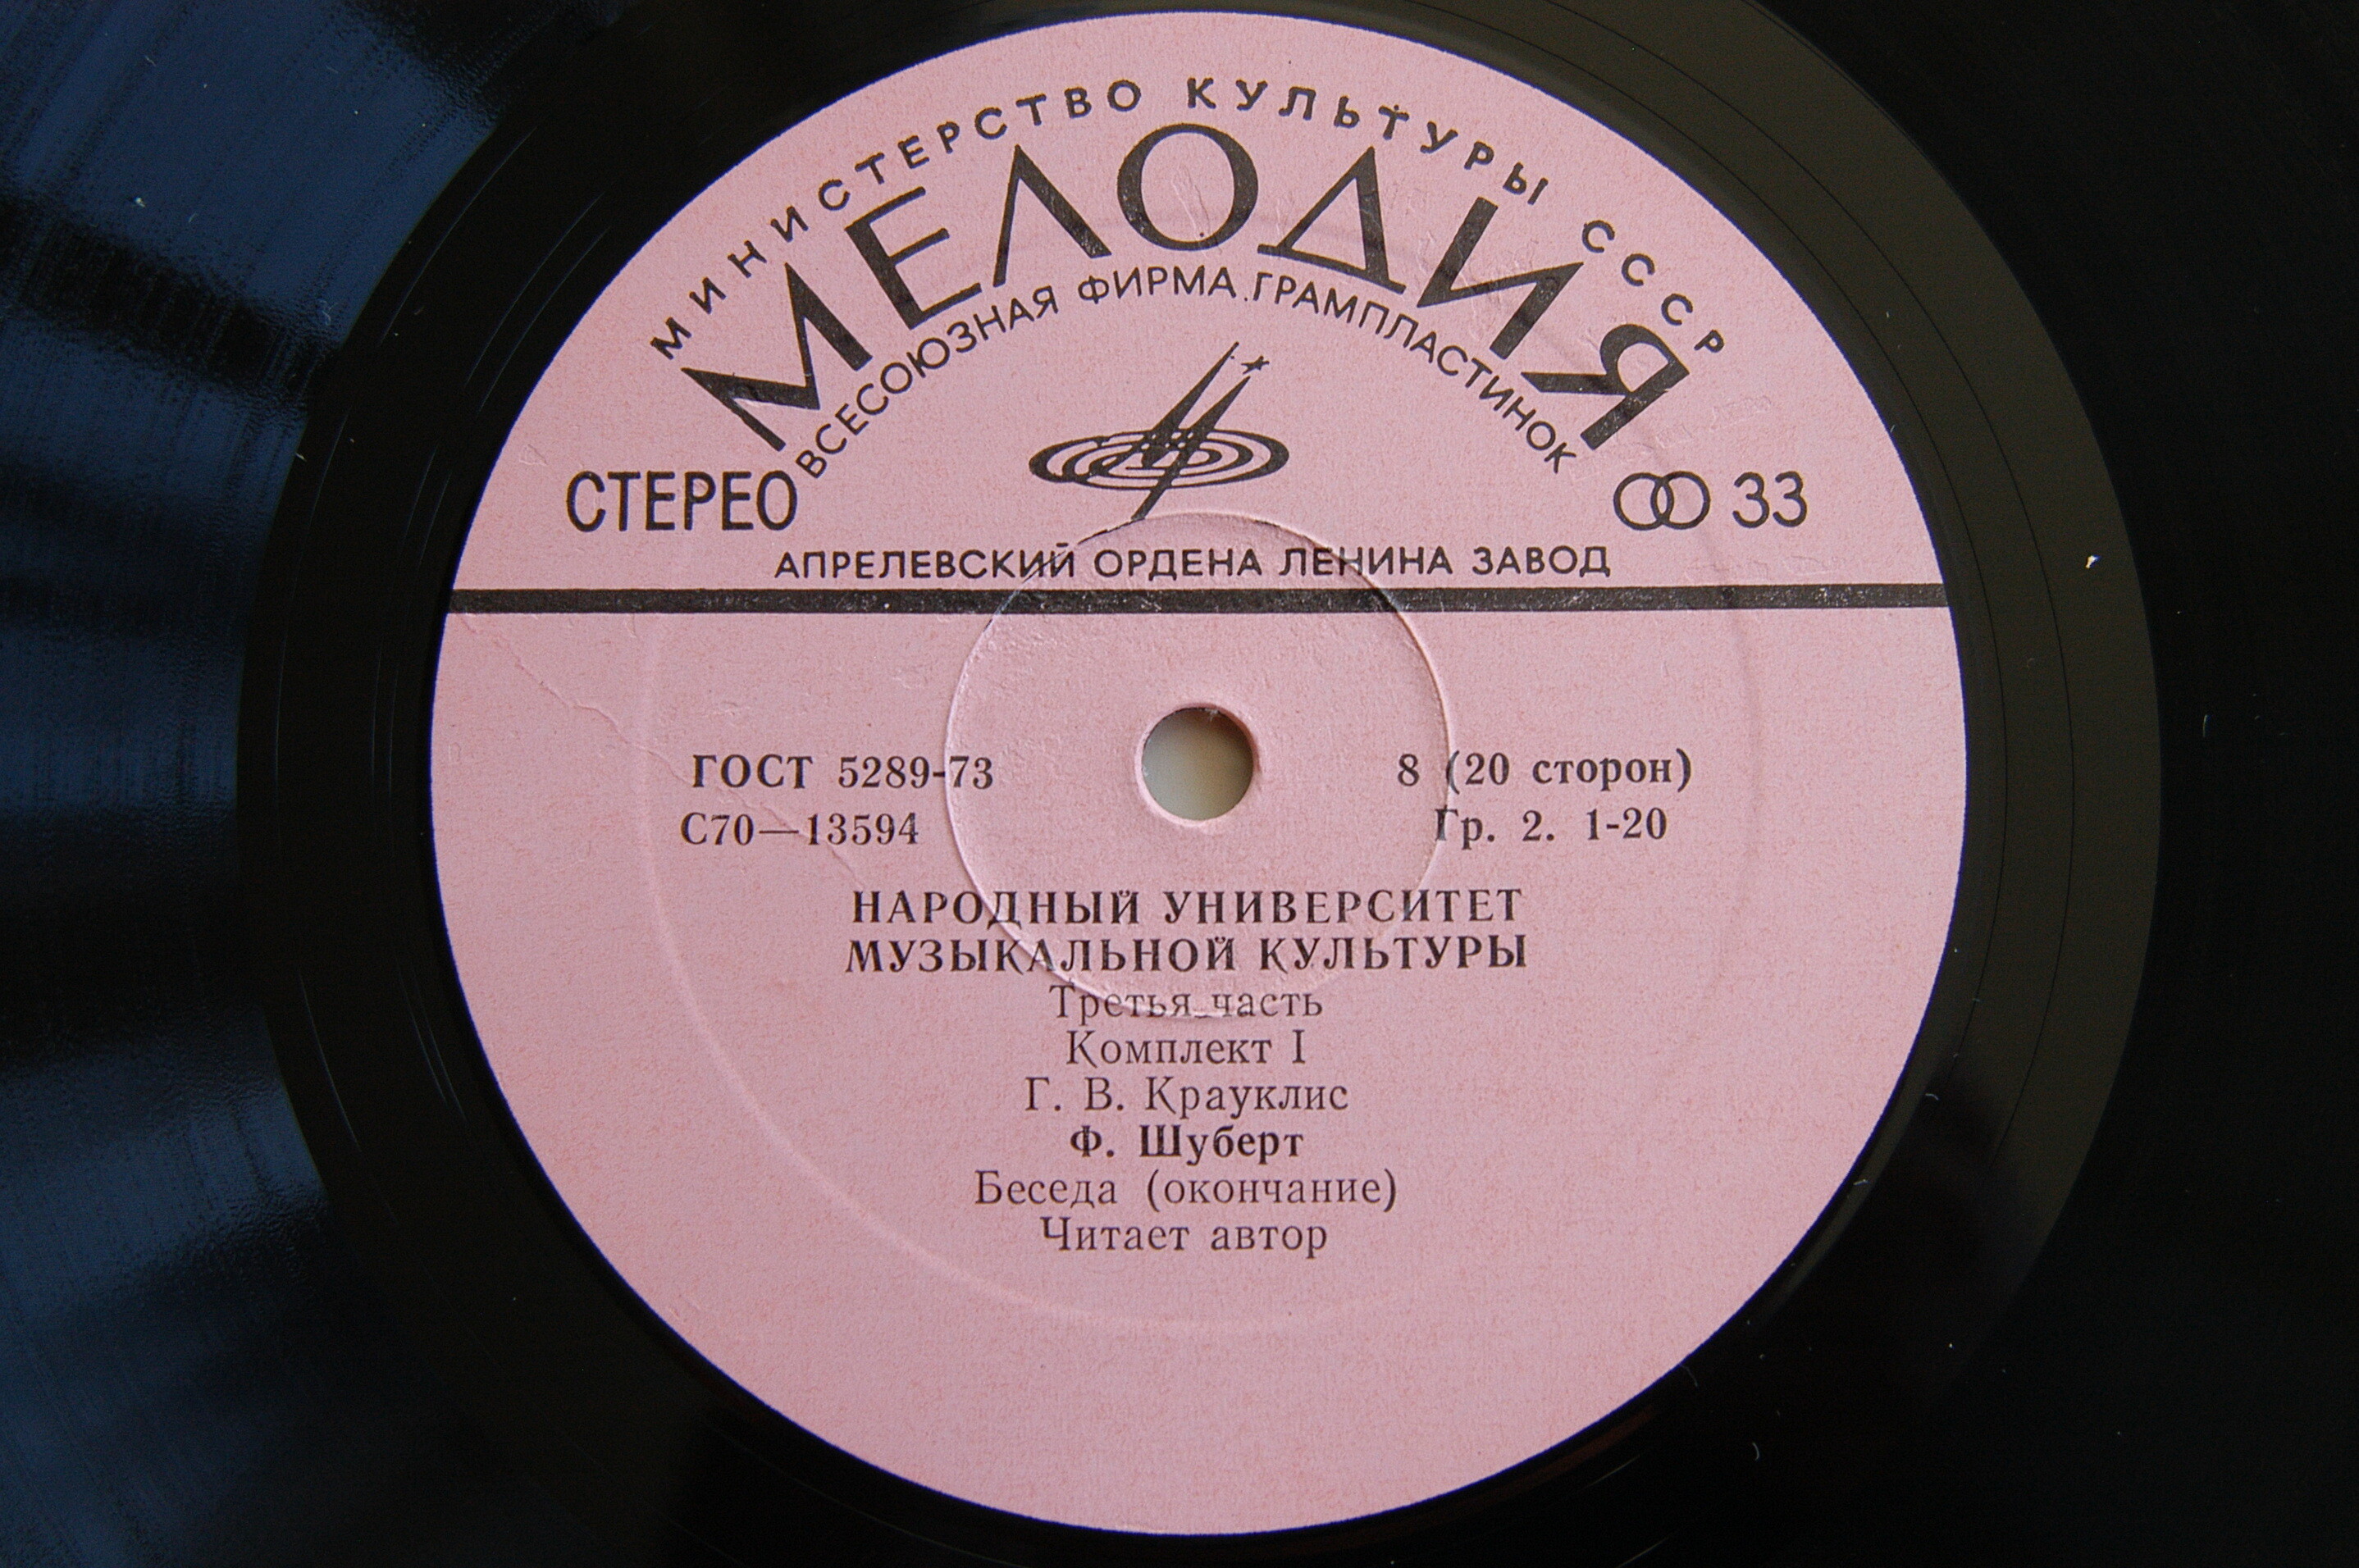 МИНИСТЕРСТВО КУЛЬТУРЫ СССР
МЕЛОДИЯ
ВСЕСОЮЗНАЯ ФИРМА ГРАМПЛАСТИНОК
СТЕРЕО 33
АПРЕЛЕВСКИЙ ОРДЕНА ЛЕНИНА ЗАВОД
ГОСТ 5289-73 8 (20 сторон)
С70—13594 Гр. 2. 1-20
НАРОДНЫЙ УНИВЕРСИТЕТ
МУЗЫКАЛЬНОЙ КУЛЬТУРЫ
Третья часть
Комплект I
Г. В. Крауклис
Ф. Шуберт
Беседа (окончание)
Читает автор